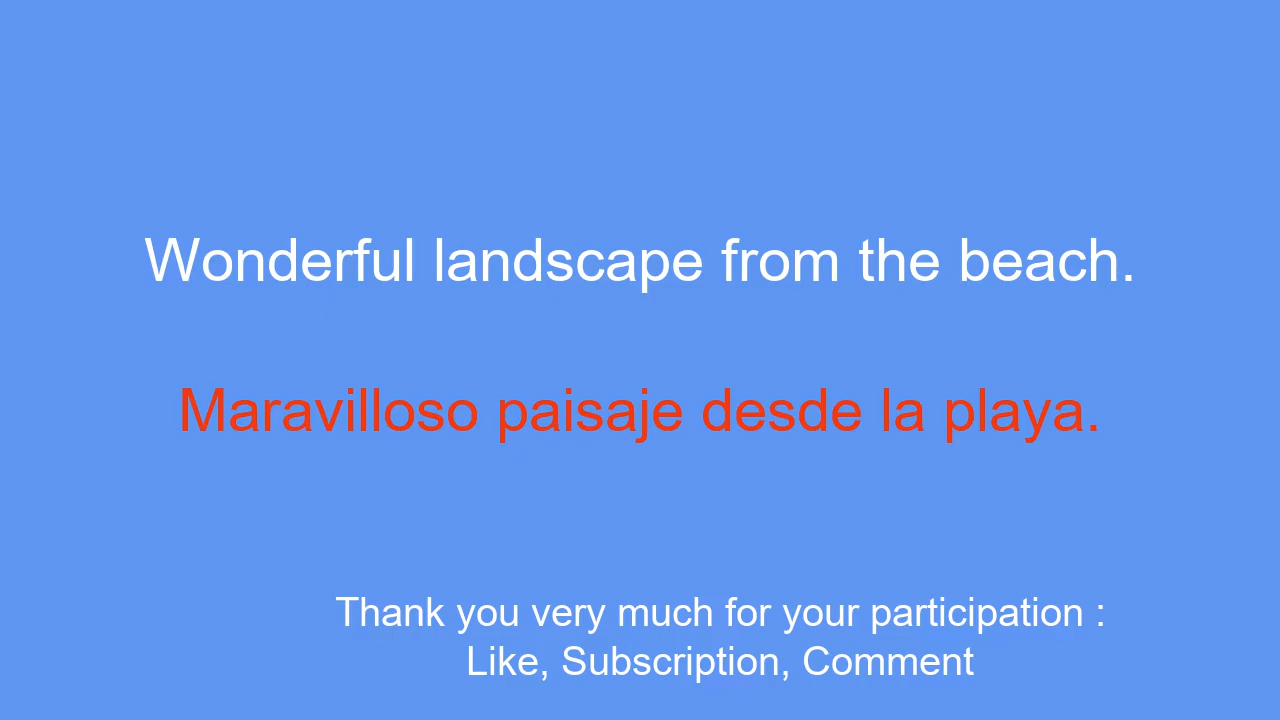 Wonderful landscape from the beach.
Maravilloso paisaje desde la playa.
Thank you very much for your participation :
Like, Subscription, Comment